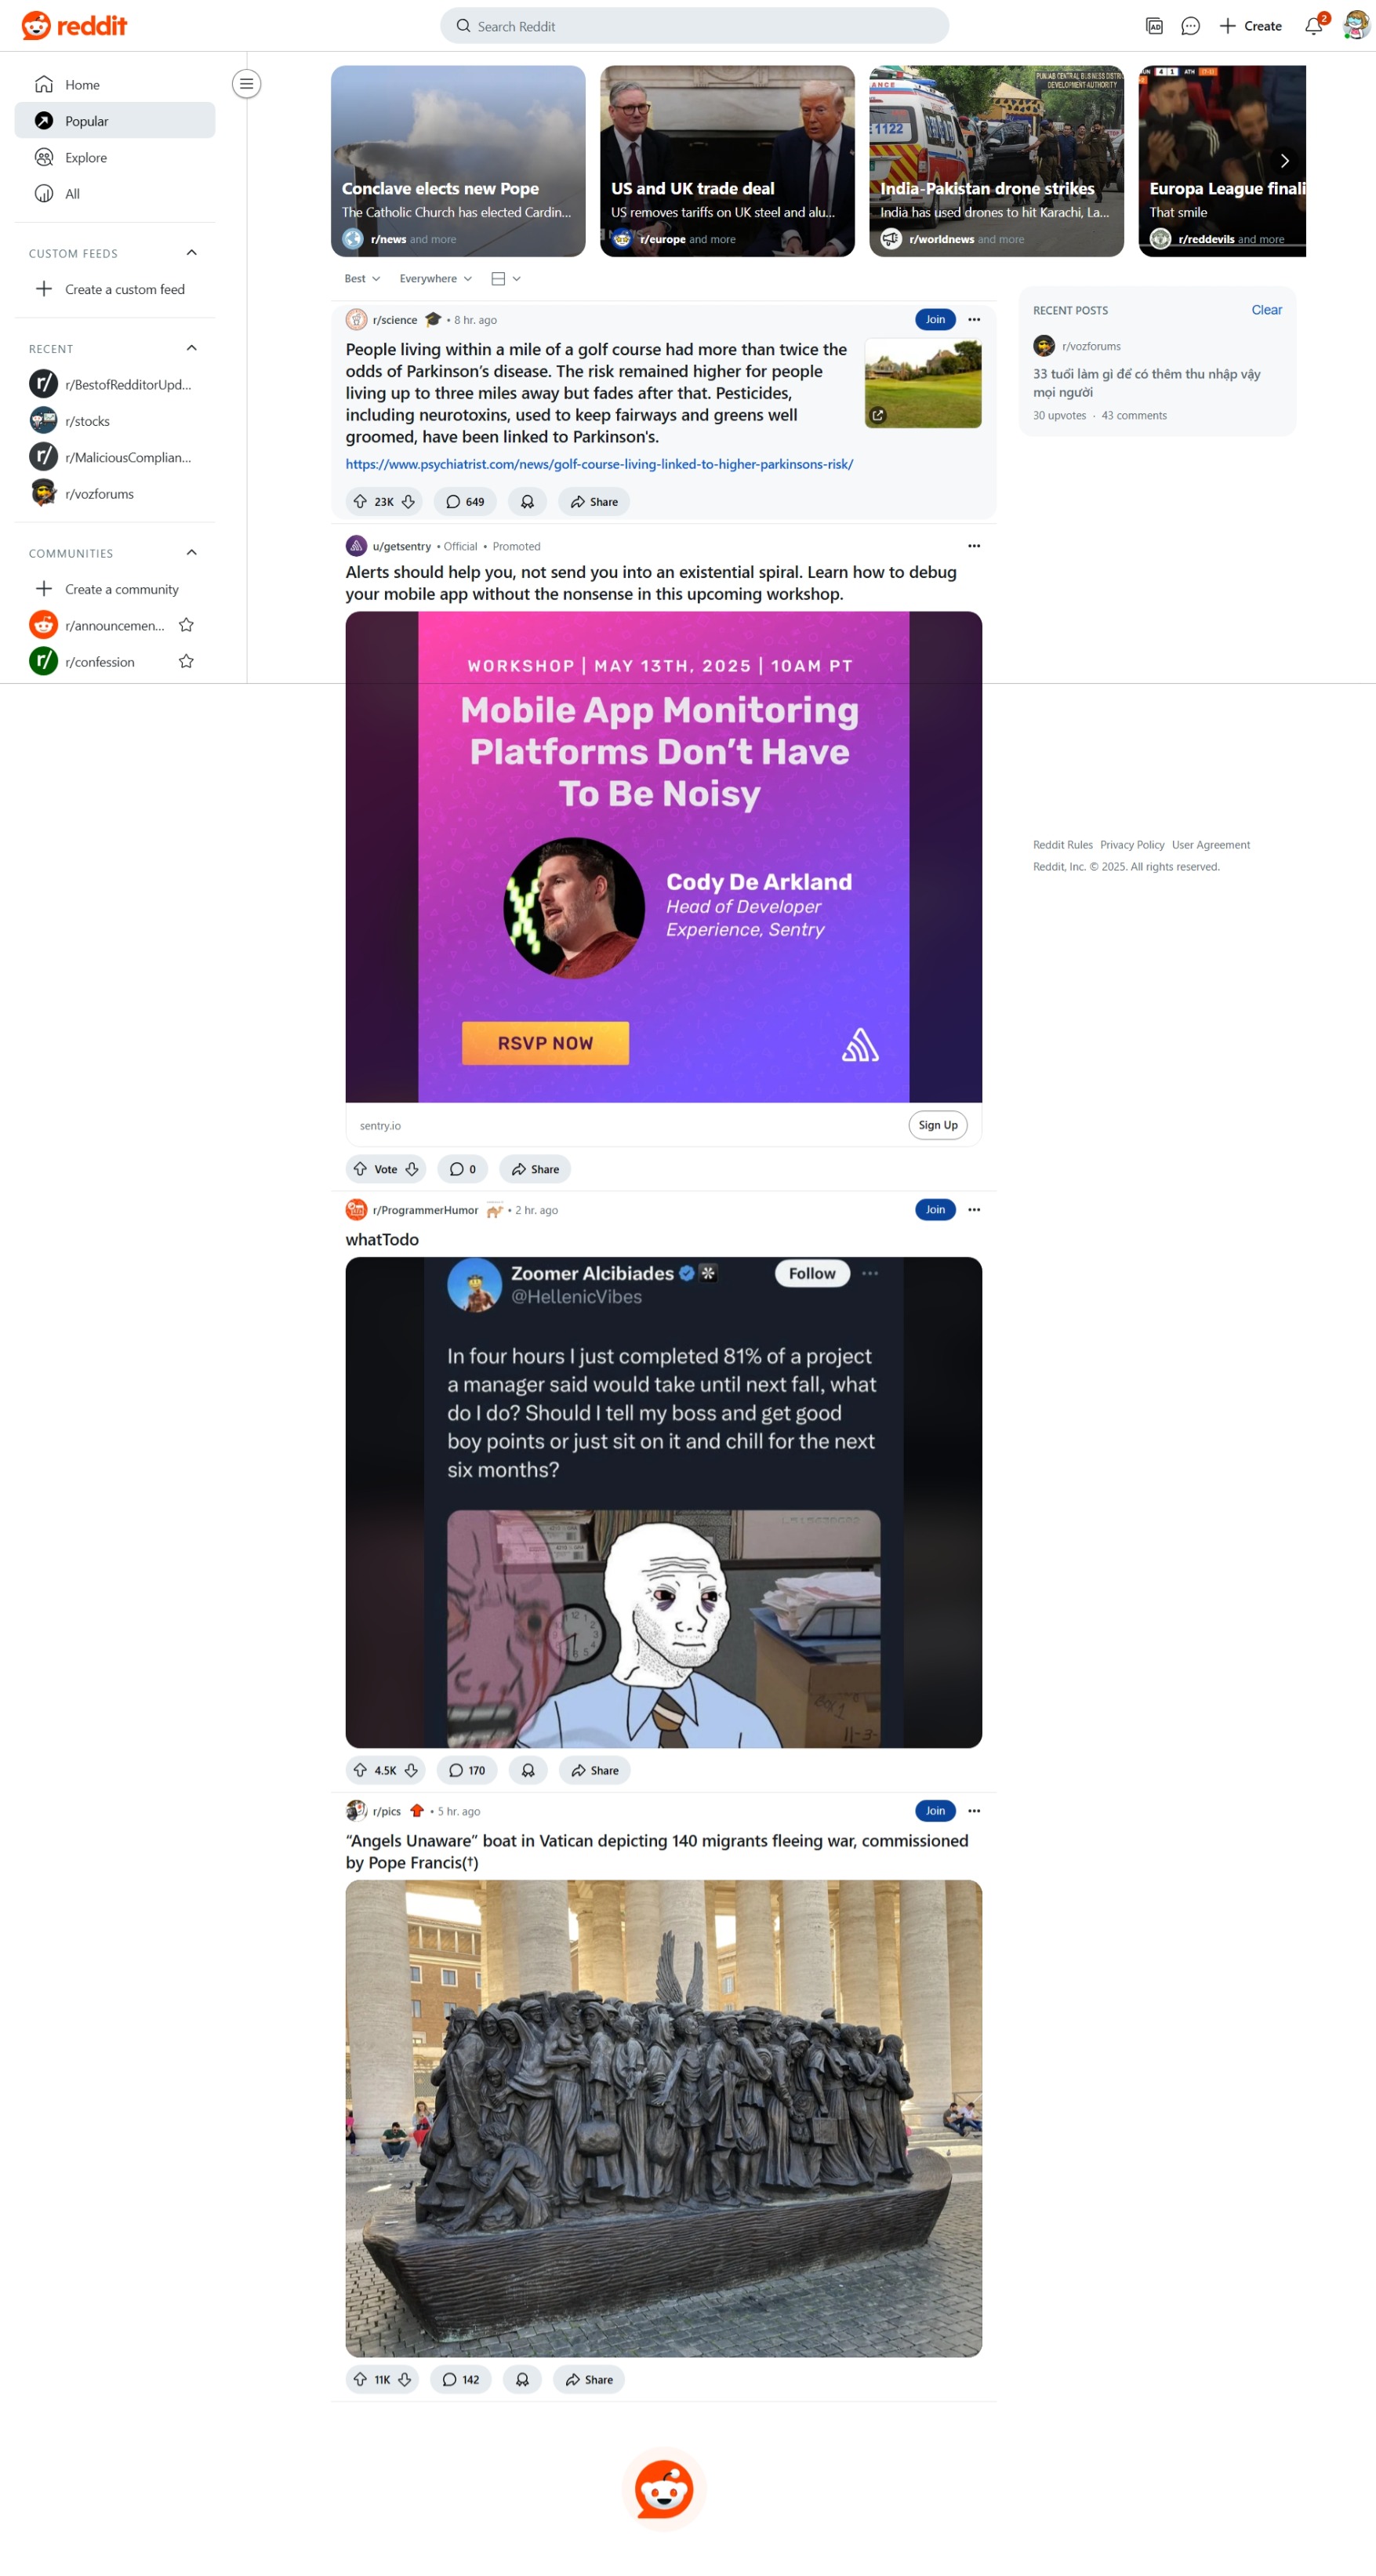 reddit
Search Reddit
Create
2
Home
Popular
Explore
All
CUSTOM FEEDS
Create a custom feed
RECENT
r/BestofRedditorUpd...
r/stocks
r/MaliciousComplian...
r/vozforums
COMMUNITIES
Create a community
r/announcemen...
r/confession
Conclave elects new Pope
The Catholic Church has elected Cardin...
r/news and more
US and UK trade deal
US removes tariffs on UK steel and alu...
r/europe and more
PUNJAB CENTRAL BUSINESS DISTRI
DEVELOPMENT AUTHORITY
1122
India-Pakistan drone strikes
India has used drones to hit Karachi, La...
r/worldnews and more
4 1 ATH
Europa League finali
That smile
r/reddevils and more
Best
Everywhere
r/science • 8 hr. ago
Join
People living within a mile of a golf course had more than twice the
odds of Parkinson’s disease. The risk remained higher for people
living up to three miles away but fades after that. Pesticides,
including neurotoxins, used to keep fairways and greens well
groomed, have been linked to Parkinson's.
https://www.psychiatrist.com/news/golf-course-living-linked-to-higher-parkinsons-risk/
23K
649
Share
RECENT POSTS
Clear
r/vozforums
33 tuổi làm gì để có thêm thu nhập vậy
mọi người
30 upvotes · 43 comments
u/getsentry • Official • Promoted
Alerts should help you, not send you into an existential spiral. Learn how to debug
your mobile app without the nonsense in this upcoming workshop.
WORKSHOP | MAY 13TH, 2025 | 10AM PT
Mobile App Monitoring
Platforms Don’t Have
To Be Noisy
Cody De Arkland
Head of Developer
Experience, Sentry
RSVP NOW
sentry.io
Sign Up
Vote
0
Share
Reddit Rules Privacy Policy User Agreement
Reddit, Inc. © 2025. All rights reserved.
r/ProgrammerHumor • 2 hr. ago
Join
whatTodo
Zoomer Alcibiades
Follow
@HellenicVibes
In four hours I just completed 81% of a project
a manager said would take until next fall, what
do I do? Should I tell my boss and get good
boy points or just sit on it and chill for the next
six months?
4.5K
170
Share
r/pics • 5 hr. ago
Join
“Angels Unaware” boat in Vatican depicting 140 migrants fleeing war, commissioned
by Pope Francis(†)
11K
142
Share